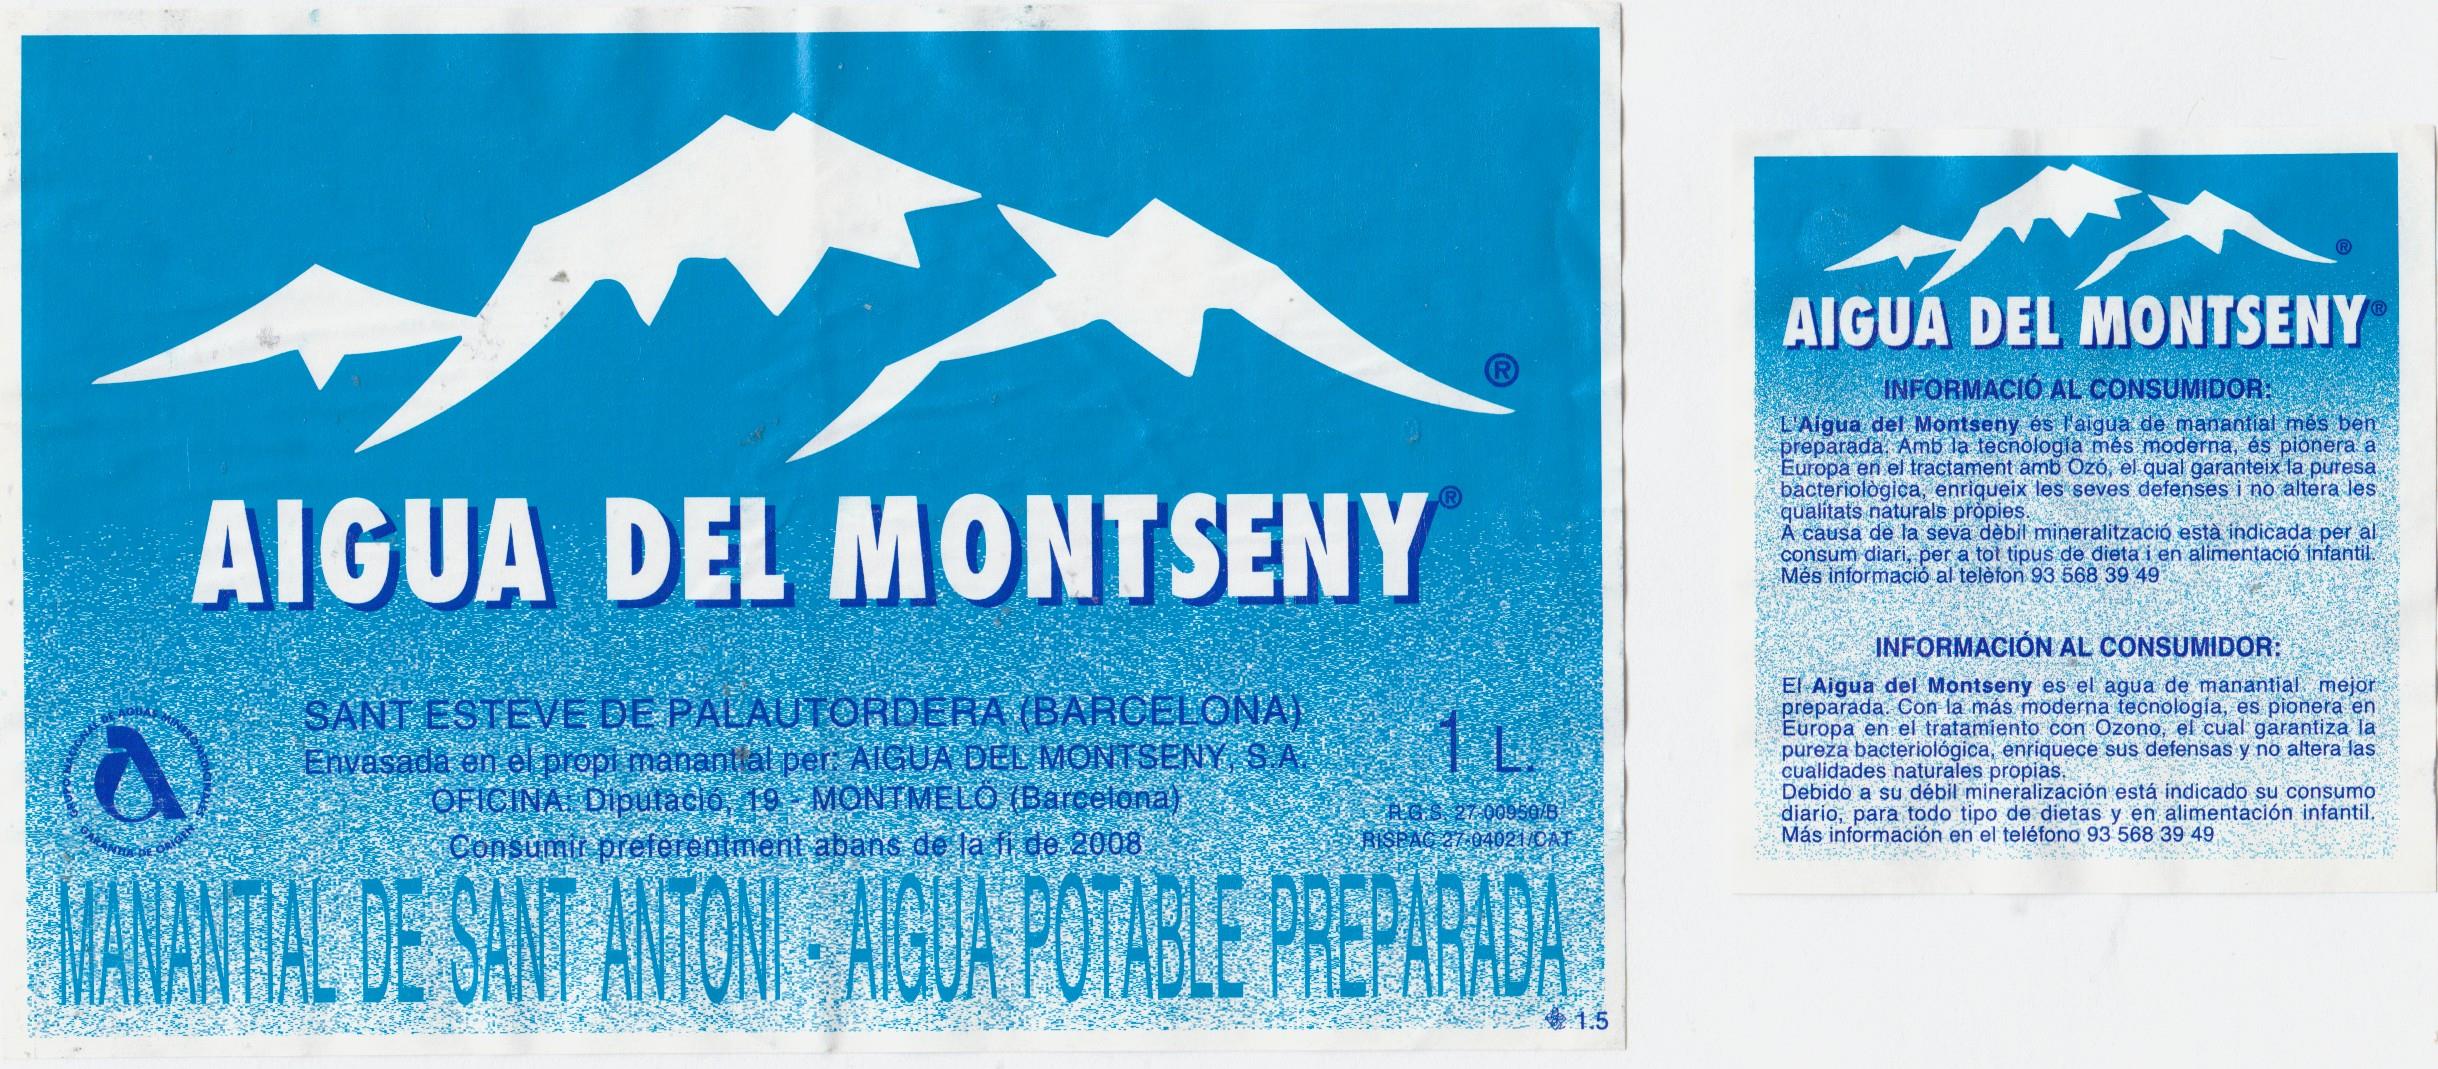 ®
AIGUA DEL MONTSENY®
SANT ESTEVE DE PALAUTORDERA (BARCELONA)
Envasada en el propi manantial per: AIGUA DEL MONTSENY, S.A.
OFICINA: Diputació, 19 - MONTMELÖ (Barcelona)
Consumir preferentment abans de la fi de 2008
1 L.
R.G.S. 27-00950/B
RISPAC 27-04021/CAT
GRUPO NACIONAL DE AGUAS MINEROMEDICINALES
GARANTIA DE ORIGEN
MANANTIAL DE SANT ANTONI · AIGUA POTABLE PREPARADA
1.5
®
AIGUA DEL MONTSENY®
INFORMACIÓ AL CONSUMIDOR:
L'Aigua del Montseny és l'aigua de manantial més ben
preparada. Amb la tecnologia més moderna, és pionera a
Europa en el tractament amb Ozó, el qual garanteix la puresa
bacteriològica, enriqueix les seves defenses i no altera les
qualitats naturals pròpies.
A causa de la seva dèbil mineralització està indicada per al
consum diari, per a tot tipus de dieta i en alimentació infantil.
Més informació al telèfon 93 568 39 49
INFORMACIÓN AL CONSUMIDOR:
El Aigua del Montseny es el agua de manantial mejor
preparada. Con la más moderna tecnología, es pionera en
Europa en el tratamiento con Ozono, el cual garantiza la
pureza bacteriológica, enriquece sus defensas y no altera las
cualidades naturales propias.
Debido a su débil mineralización está indicado su consumo
diario, para todo tipo de dietas y en alimentación infantil.
Más información en el teléfono 93 568 39 49